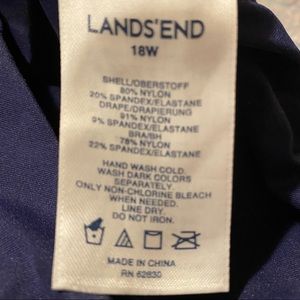 LANDS'END
18W
SHELL/OBERSTOFF
80% NYLON
20% SPANDEX/ELASTANE
DRAPE/DRAPIERUNG
91% NYLON
9% SPANDEX/ELASTANE
BRA/BH
78% NYLON
22% SPANDEX/ELASTANE
HAND WASH COLD.
WASH DARK COLORS
SEPARATELY.
ONLY NON-CHLORINE BLEACH
WHEN NEEDED.
LINE DRY.
DO NOT IRON.
MADE IN CHINA
RN 62830